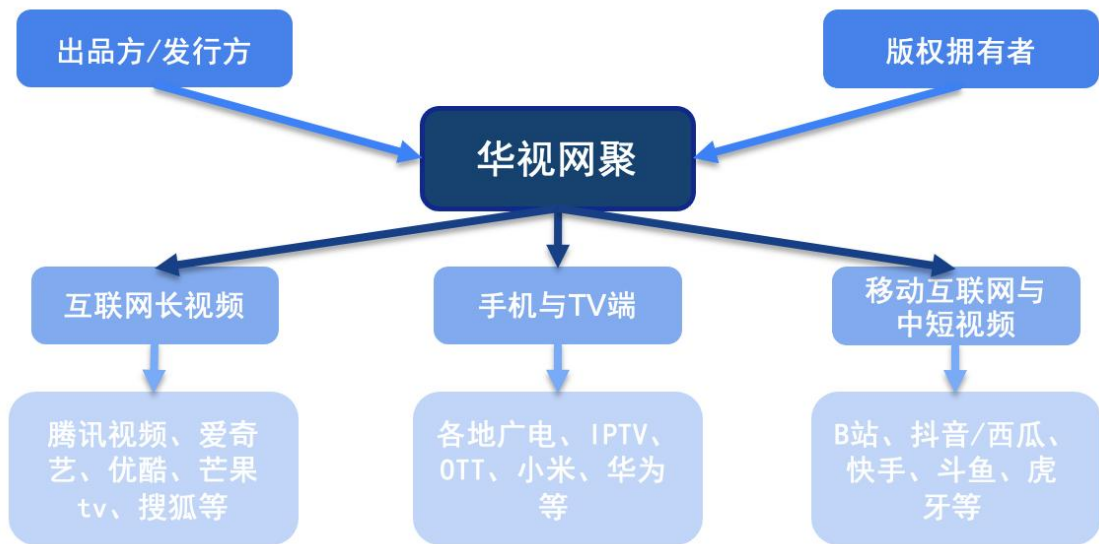 出品方/发行方
版权拥有者
华视网聚
互联网长视频
手机与TV端
移动互联网与
中短视频
腾讯视频、爱奇
艺、优酷、芒果
tv、搜狐等
各地广电、IPTV、
OTT、小米、华为
等
B站、抖音/西瓜、
快手、斗鱼、虎
牙等